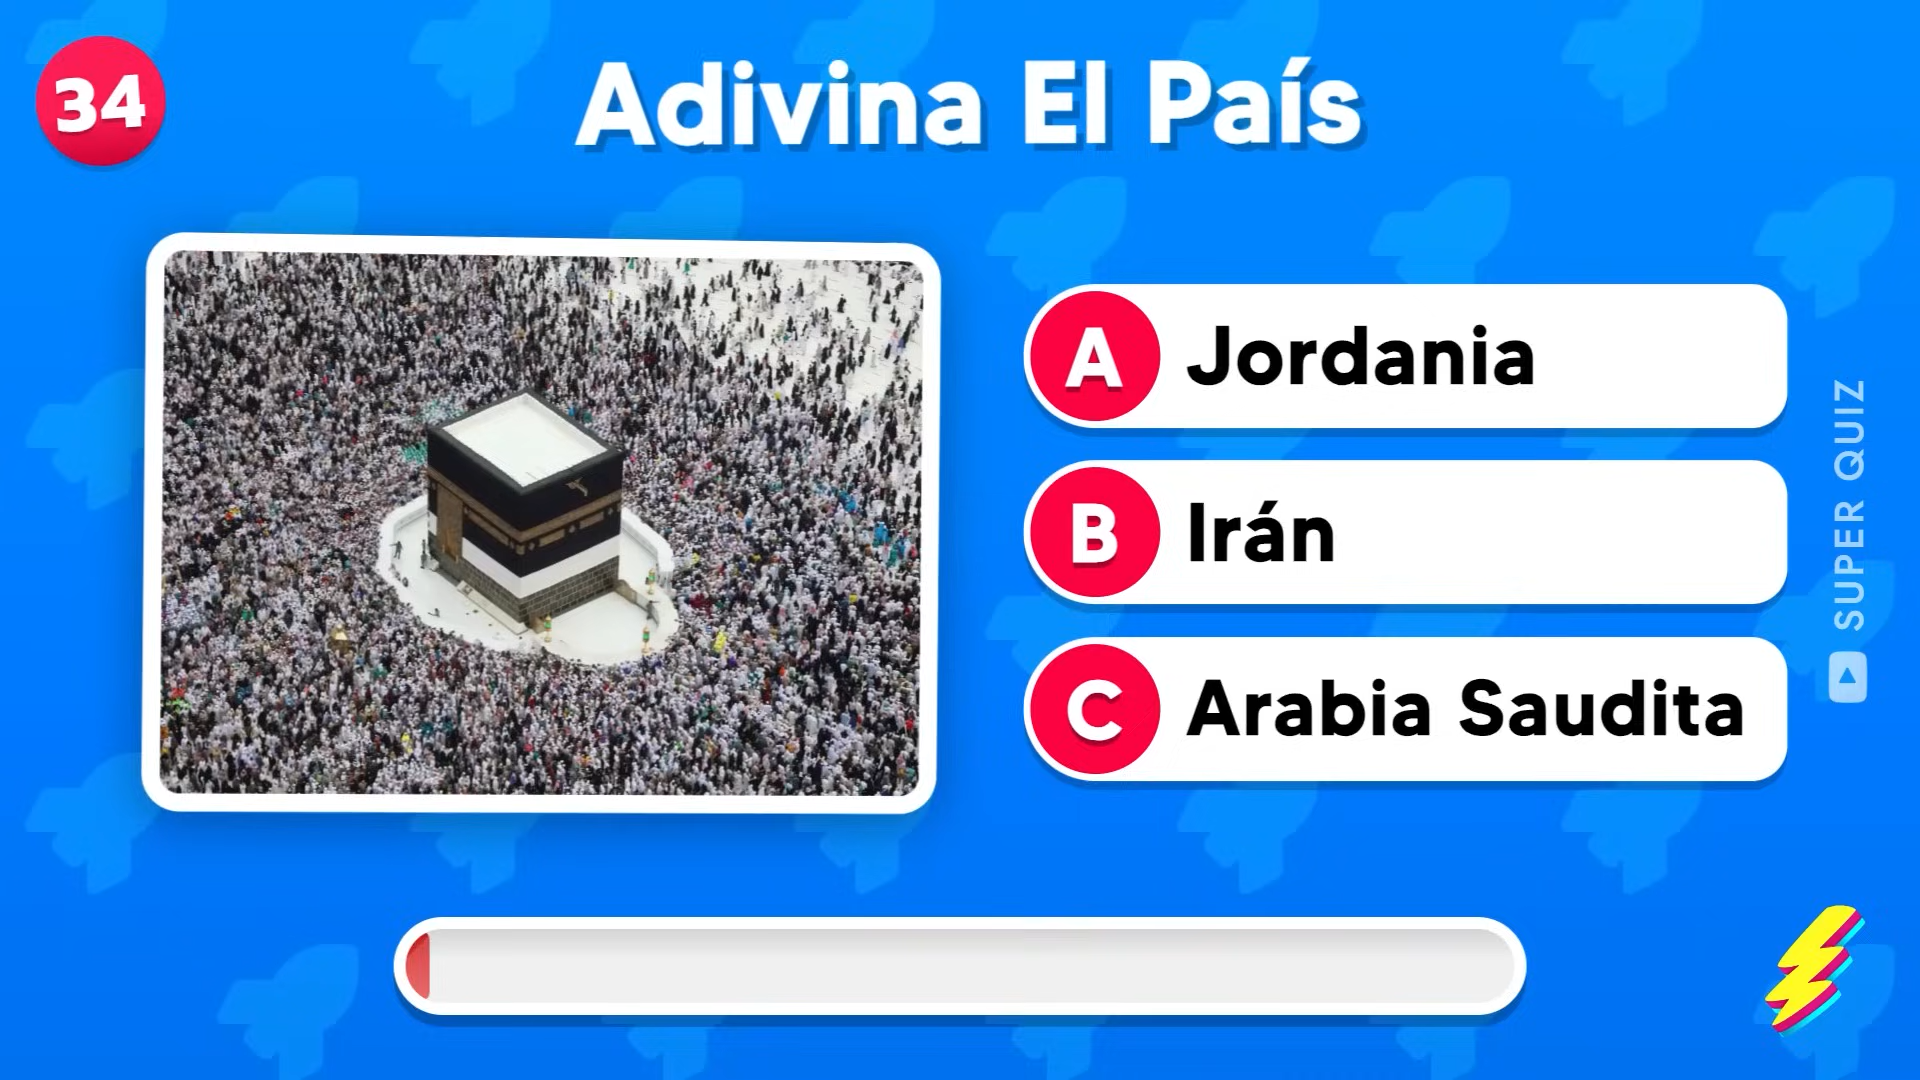 34
Adivina El País
A Jordania
B Irán
C Arabia Saudita
SUPER QUIZ